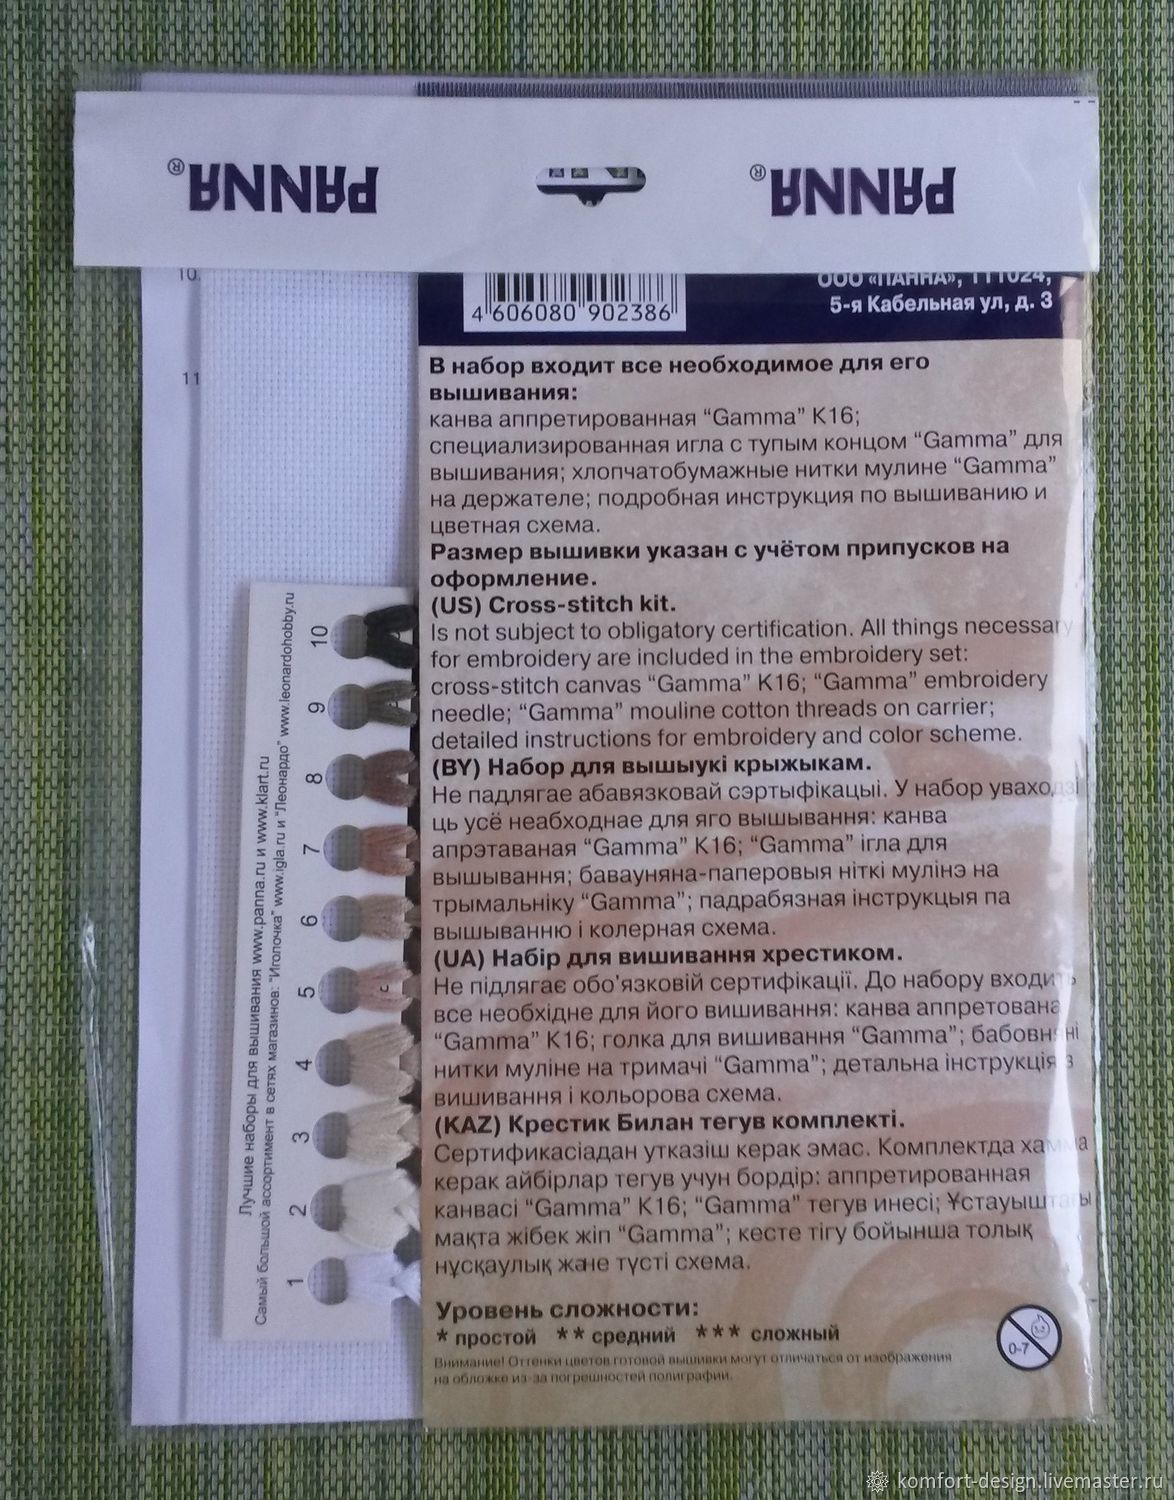 PANNA® PANNA®
10.
11
4 606080 902386
ООО «ПАННА», 111024,
5-я Кабельная ул, д. 3
В набор входит все необходимое для его
вышивания:
канва аппретированная “Gamma” К16;
специализированная игла с тупым концом “Gamma” для
вышивания; хлопчатобумажные нитки мулине “Gamma”
на держателе; подробная инструкция по вышиванию и
цветная схема.
Размер вышивки указан с учётом припусков на
оформление.
(US) Cross-stitch kit.
Is not subject to obligatory certification. All things necessary
for embroidery are included in the embroidery set:
cross-stitch canvas “Gamma” K16; “Gamma” embroidery
needle; “Gamma” mouline cotton threads on carrier;
detailed instructions for embroidery and color scheme.
(BY) Набор для вышыукі крыжыкам.
Не падлягае абавязковай сэртыфікацыі. У набор уваходзі
ць усё неабходнае для яго вышывання: канва
апрэтаваная “Gamma” К16; “Gamma” ігла для
вышывання; бавауняна-паперовыя ніткі мулінэ на
трымальніку “Gamma”; падрабязная інструкцыя па
вышыванню і колерная схема.
(UA) Набір для вишивання хрестиком.
Не підлягає обо'язковій сертифікації. До набору входить
все необхідне для його вишивання: канва аппретована
“Gamma” К16; голка для вишивання “Gamma”; бабовняні
нитки муліне на тримачі “Gamma”; детальна інструкція з
вишивання і кольорова схема.
(KAZ) Крестик Билан тегув комплекті.
Сертификасіадан утказіш керак эмас. Комплектда хамма
керак айбірлар тегув учун бордір: аппретированная
канвасі “Gamma” К16; “Gamma” тегув инесі; Ұстауыштағы
мақта жібек жіп “Gamma”; кесте тігу бойынша толық
нұсқаулық және түсті схема.
Уровень сложности:
* простой ** средний *** сложный
Внимание! Оттенки цветов готовой вышивки могут отличаться от изображения
на обложке из-за погрешностей полиграфии.
0-7
Лучшие наборы для вышивания www.panna.ru и www.klart.ru
Самый большой ассортимент в сетях магазинов: "Иголочка" www.igla.ru и "Леонардо" www.leonardohobby.ru
1
2
3
4
5
6
7
8
9
10
komfort-design.livemaster.ru